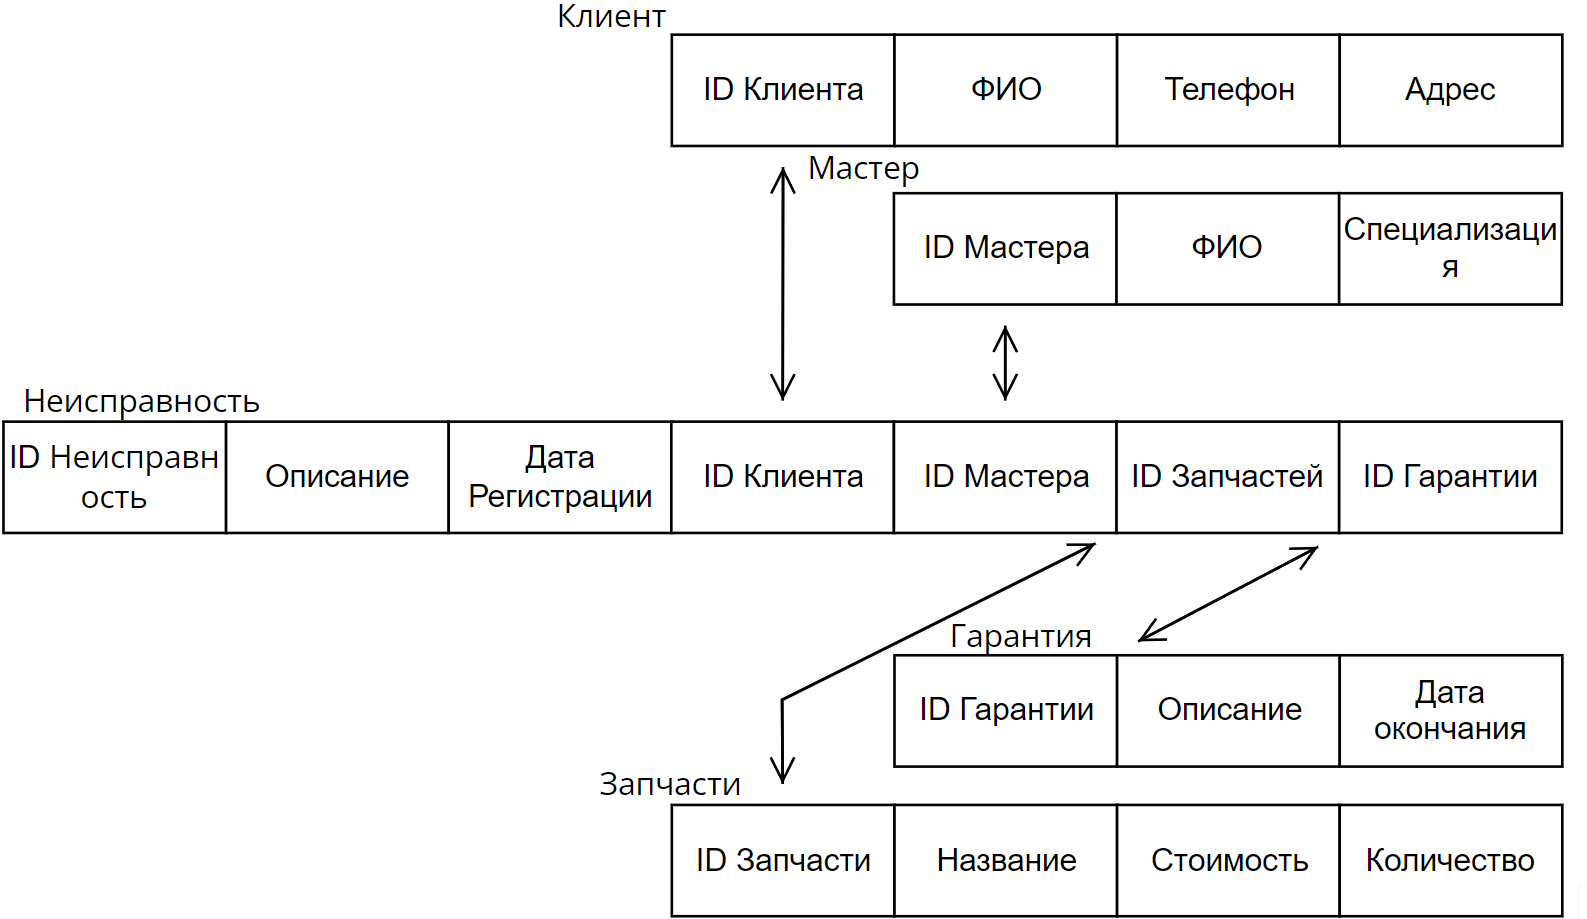 Клиент
ID Клиента ФИО Телефон Адрес
Мастер
ID Мастера ФИО Специализаци
я
Неисправность
ID Неисправн
ость
Описание
Дата
Регистрации
ID Клиента
ID Мастера
ID Запчастей
ID Гарантии
Гарантия
ID Гарантии
Описание
Дата
окончания
Запчасти
ID Запчасти Название Стоимость Количество